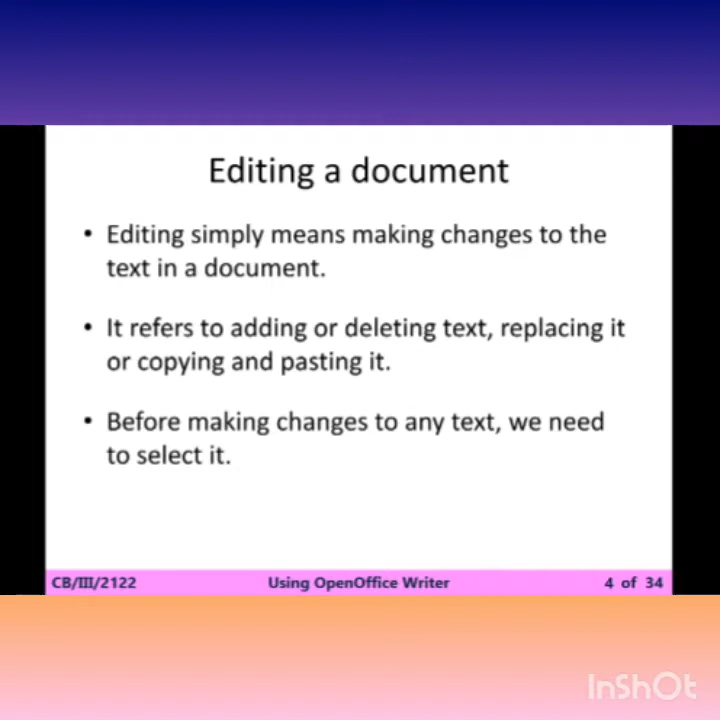 Editing a document
• Editing simply means making changes to the
text in a document.
• It refers to adding or deleting text, replacing it
or copying and pasting it.
• Before making changes to any text, we need
to select it.
CB/III/2122 Using OpenOffice Writer 4 of 34
InShOt